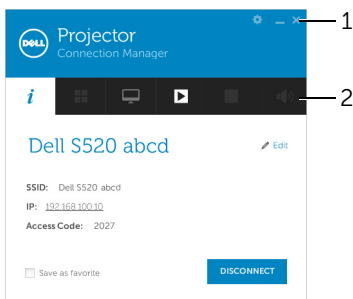 DELL
Projector
Connection Manager
1
i
2
Dell S520 abcd
Edit
SSID: Dell S520 abcd
IP: 192.168.100.10
Access Code: 2027
Save as favorite
DISCONNECT